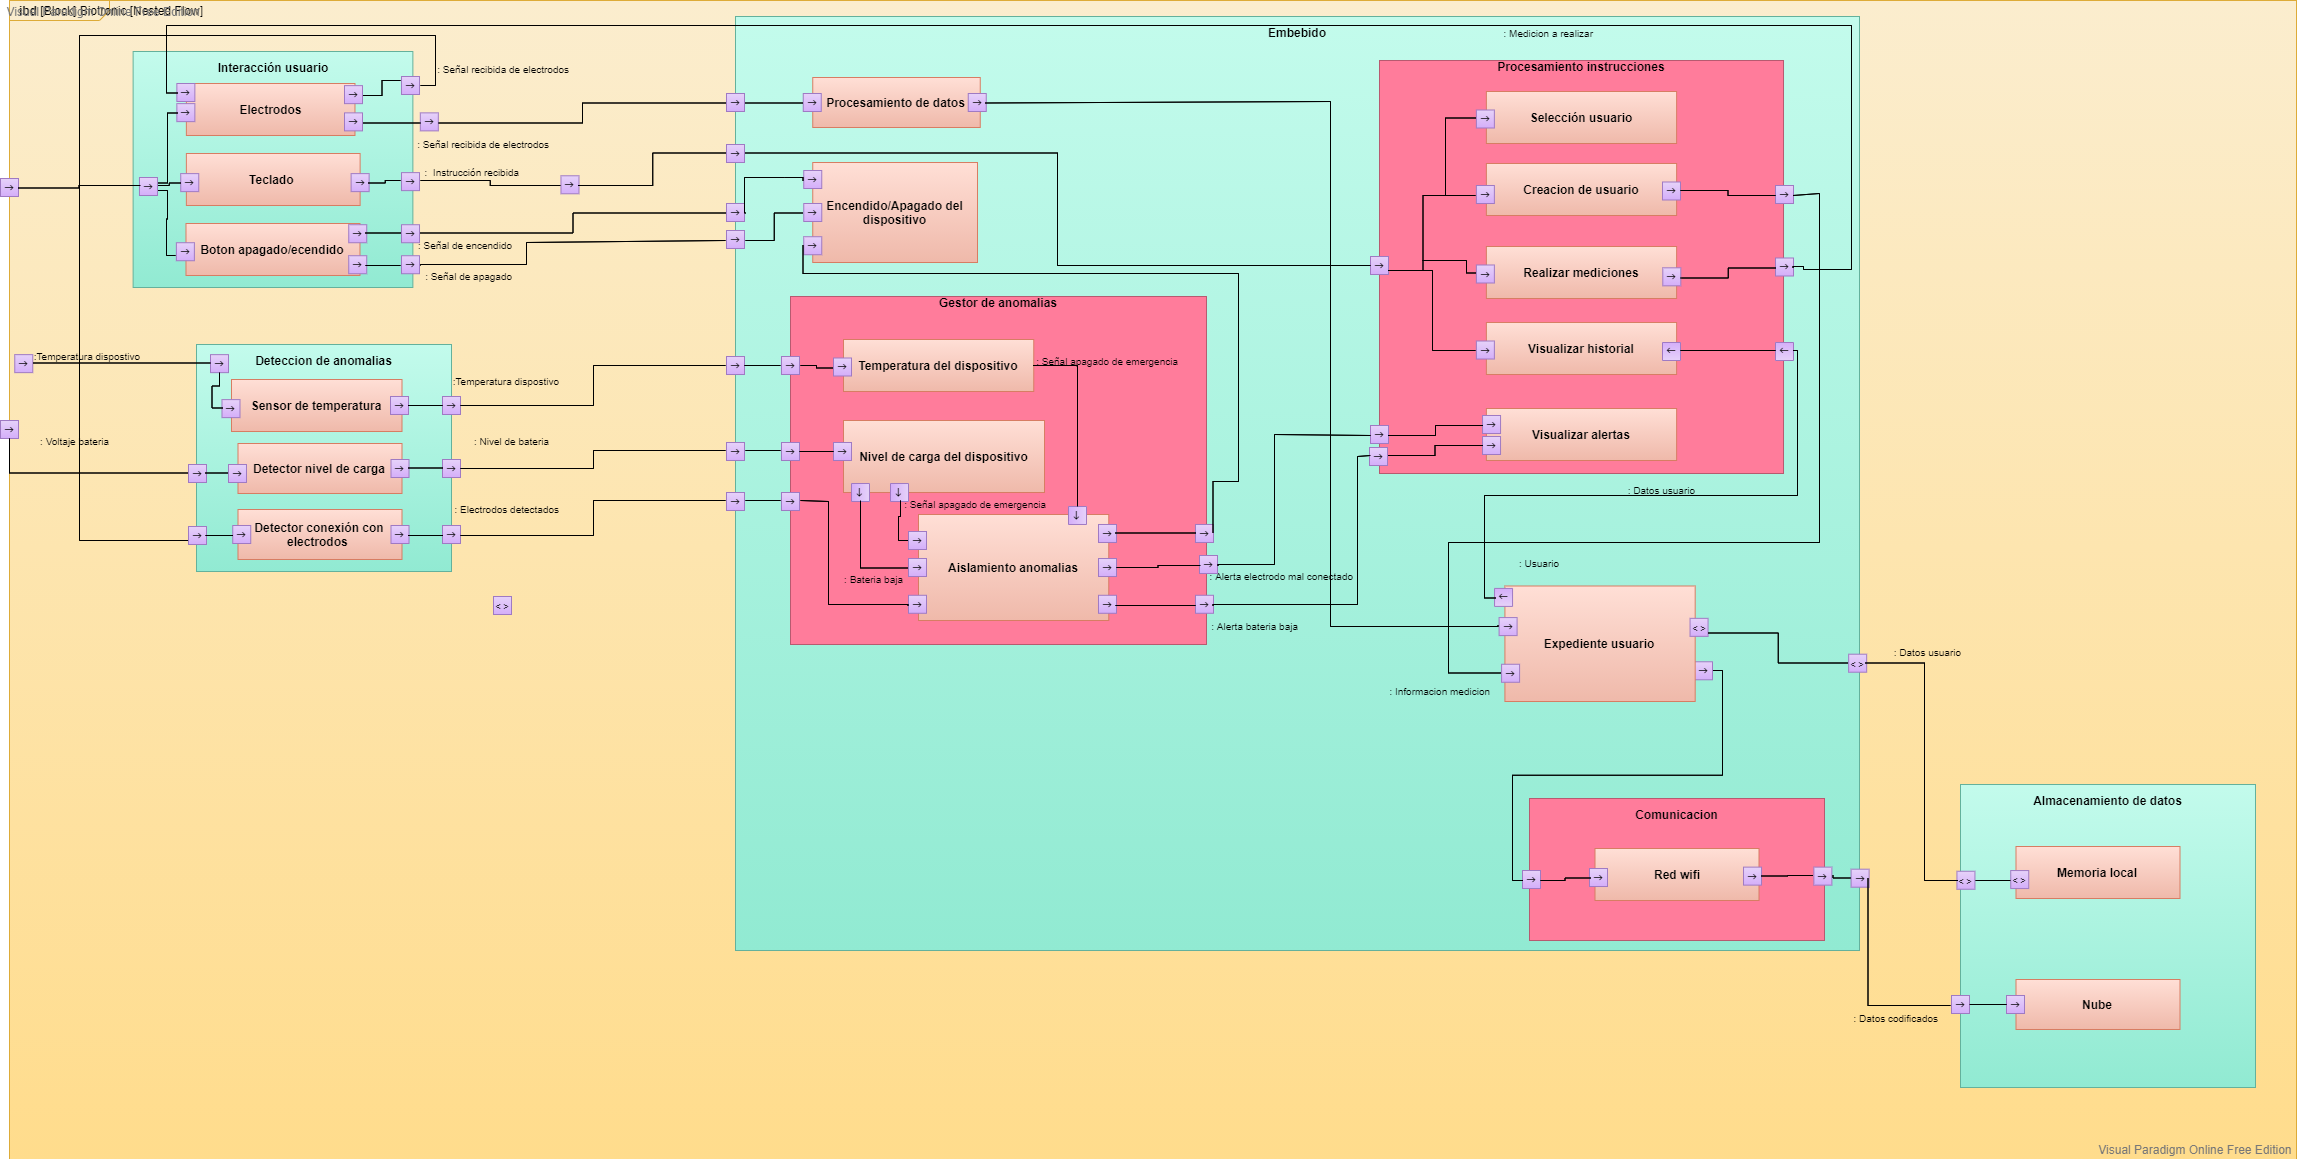 ibd [Block] Biotronic [Nested Flow]
Visual Paradigm Online Free Edition
Embebido
: Medicion a realizar
Interacción usuario
: Señal recibida de electrodos
Procesamiento instrucciones
Electrodos
Procesamiento de datos
Selección usuario
: Señal recibida de electrodos
Teclado
: Instrucción recibida
Creacion de usuario
Encendido/Apagado del
dispositivo
Boton apagado/ecendido
: Señal de encendido
: Señal de apagado
Realizar mediciones
Gestor de anomalias
:Temperatura dispostivo
Deteccion de anomalias
Temperatura del dispositivo
: Señal apagado de emergencia
Visualizar historial
:Temperatura dispostivo
Sensor de temperatura
: Voltaje bateria
: Nivel de bateria
Visualizar alertas
Detector nivel de carga
Nivel de carga del dispositivo
: Datos usuario
: Electrodos detectados
: Señal apagado de emergencia
Detector conexión con
electrodos
Aislamiento anomalias
: Usuario
: Bateria baja
: Alerta electrodo mal conectado
: Alerta bateria baja
Expediente usuario
: Datos usuario
: Informacion medicion
Almacenamiento de datos
Comunicacion
Red wifi
Memoria local
Nube
: Datos codificados
Visual Paradigm Online Free Edition